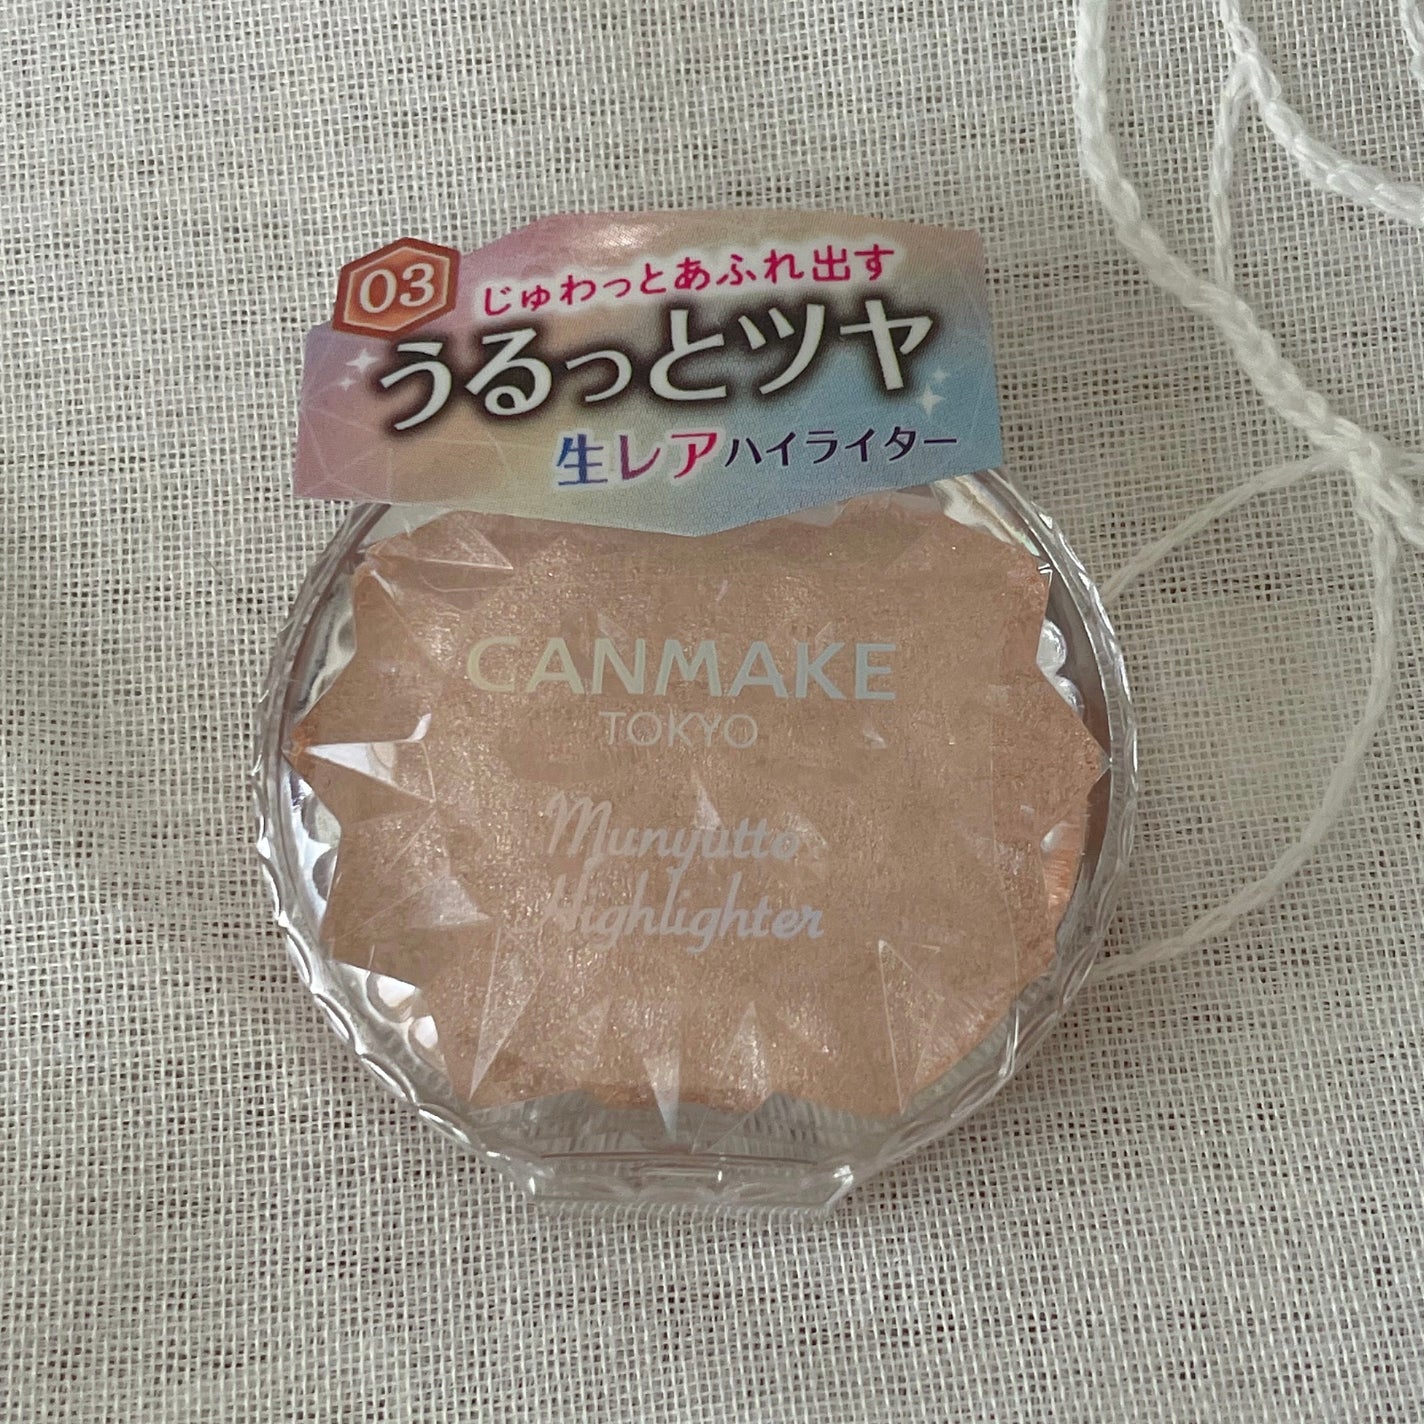 03
じゅわっとあふれ出す
うるっとツヤ
生レアハイライター
CANMAKE
TOKYO
Munyutto
Highlighter